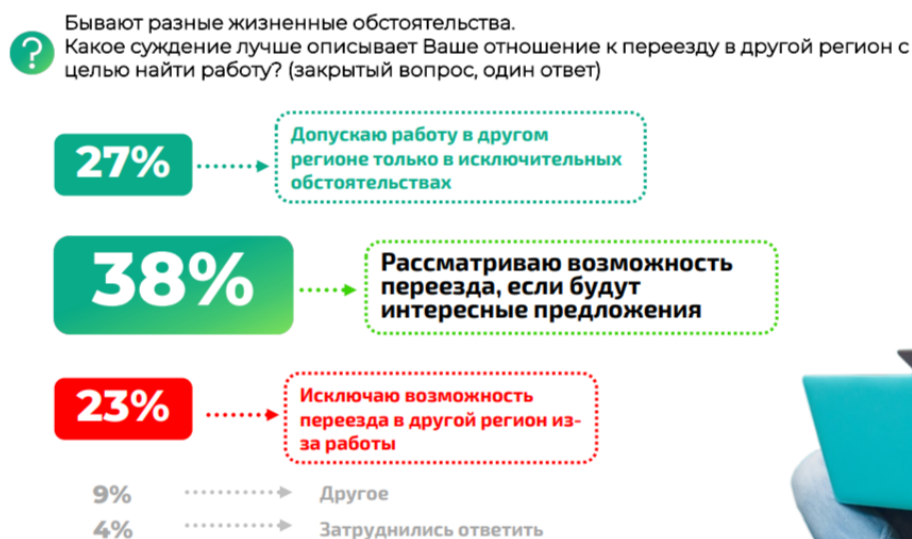 Бывают разные жизненные обстоятельства.
?
Какое суждение лучше описывает Ваше отношение к переезду в другой регион с
целью найти работу? (закрытый вопрос, один ответ)
27%
Допускаю работу в другом
регионе только в исключительных
обстоятельствах
38%
Рассматриваю возможность
переезда, если будут
интересные предложения
23%
Исключаю возможность
переезда в другой регион из-
за работы
9%
Другое
4%
Затруднились ответить